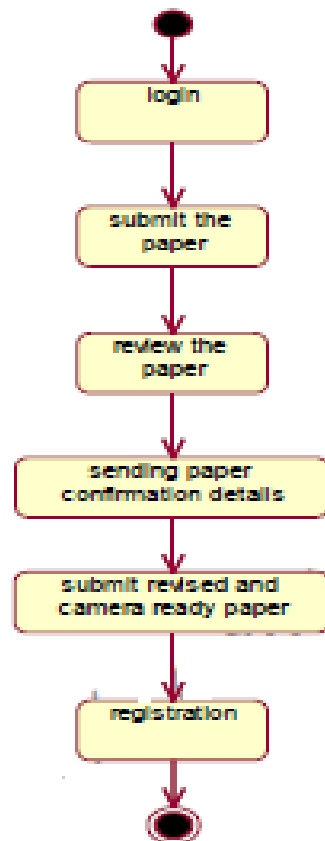 login
submit the
paper
review the
paper
sending paper
confirmation details
submit revised and
camera ready paper
registration